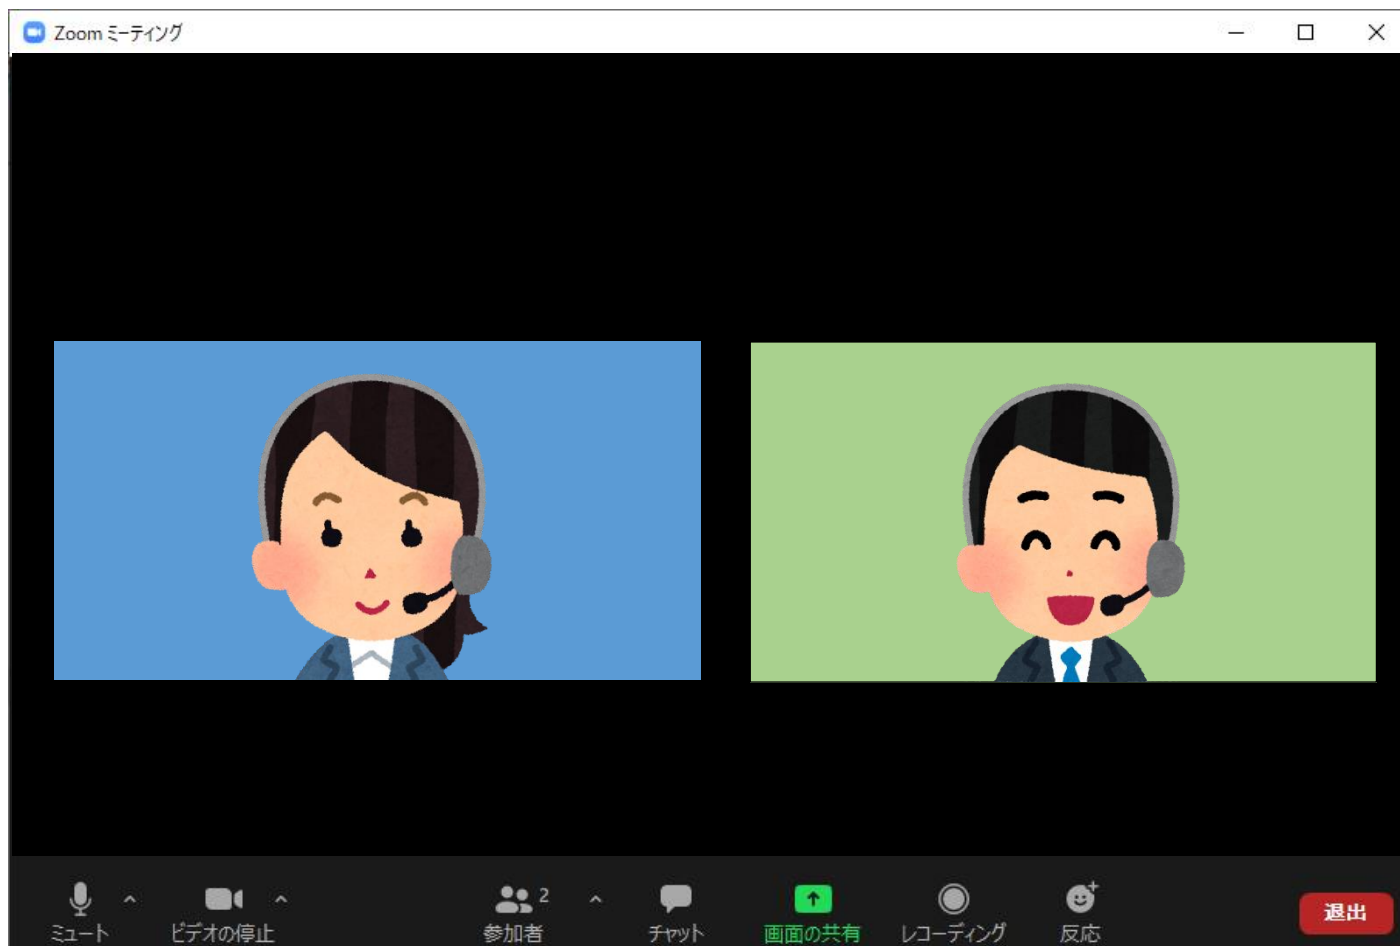 Zoom ミーティング
2
ミュート
ビデオの停止
参加者
チャット
画面の共有
レコーディング
反応
退出